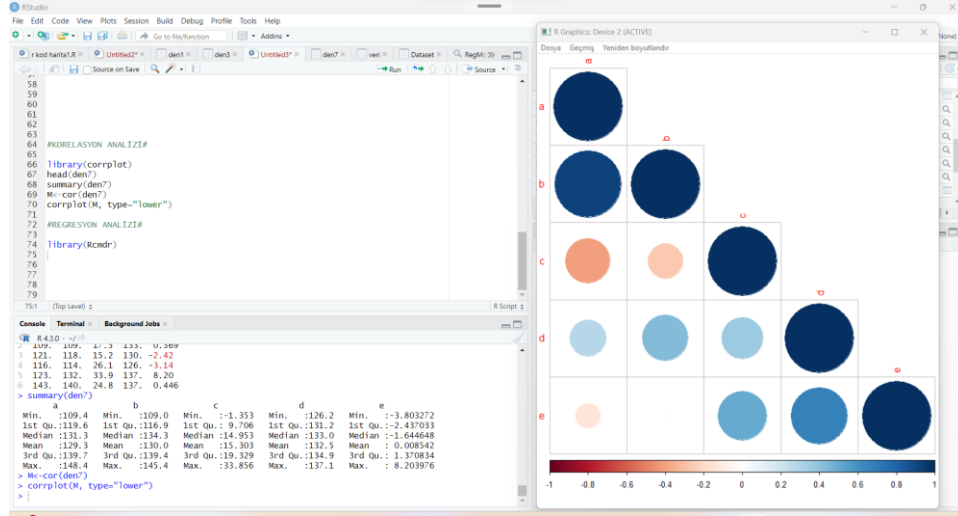 RStudio
File Edit Code View Plots Session Build Debug Profile Tools Help
Go to file/function Addins
r kod harita1.R Untitled2* den1 den3 Untitled3* den7 veri Dataset RegMc
Source on Save Run Source
58
59
60
61
62
63
64 #KORELASYON ANALİZİ#
65
66 library(corrplot)
67 head(den7)
68 summary(den7)
69 M<-cor(den7)
70 corrplot(M, type="lower")
71
72 #REGRESYON ANALİZİ#
73
74 library(Rcmdr)
75
76
77
78
79
75:1 (Top Level) R Script
Console Terminal Background Jobs
R 4.3.0 · ~/
2 109. 109. 17.3 133. 0.569
3 121. 118. 15.2 130. -2.42
4 116. 114. 26.1 126. -3.14
5 123. 132. 33.9 137. 8.20
6 143. 140. 24.8 137. 0.446
> summary(den7)
a b c d e
Min. :109.4 Min. :109.0 Min. :-1.353 Min. :126.2 Min. :-3.803272
1st Qu.:119.6 1st Qu.:116.9 1st Qu.: 9.706 1st Qu.:131.2 1st Qu.:-2.437033
Median :131.3 Median :134.3 Median :14.953 Median :133.0 Median :-1.644648
Mean :129.3 Mean :130.0 Mean :15.303 Mean :132.5 Mean : 0.008542
3rd Qu.:139.7 3rd Qu.:139.4 3rd Qu.:19.329 3rd Qu.:134.9 3rd Qu.: 1.370834
Max. :148.4 Max. :145.4 Max. :33.856 Max. :137.1 Max. : 8.203976
> M<-cor(den7)
> corrplot(M, type="lower")
>
R Graphics: Device 2 (ACTIVE)
Dosya Geçmiş Yeniden boyutlandır
a
a
b
b
c
c
d
d
e
e
-1 -0.8 -0.6 -0.4 -0.2 0 0.2 0.4 0.6 0.8 1
None)